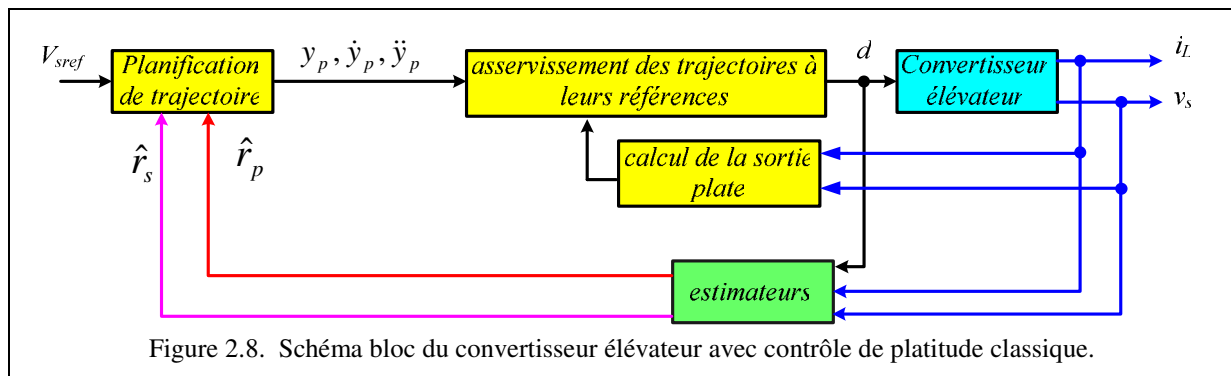 V_sref
Planification
de trajectoire
y_p, ẏ_p, ÿ_p
asservissement des trajectoires à
leurs références
d
Convertisseur
élévateur
i_L
v_s
r̂_s
r̂_p
calcul de la sortie
plate
estimateurs
Figure 2.8. Schéma bloc du convertisseur élévateur avec contrôle de platitude classique.